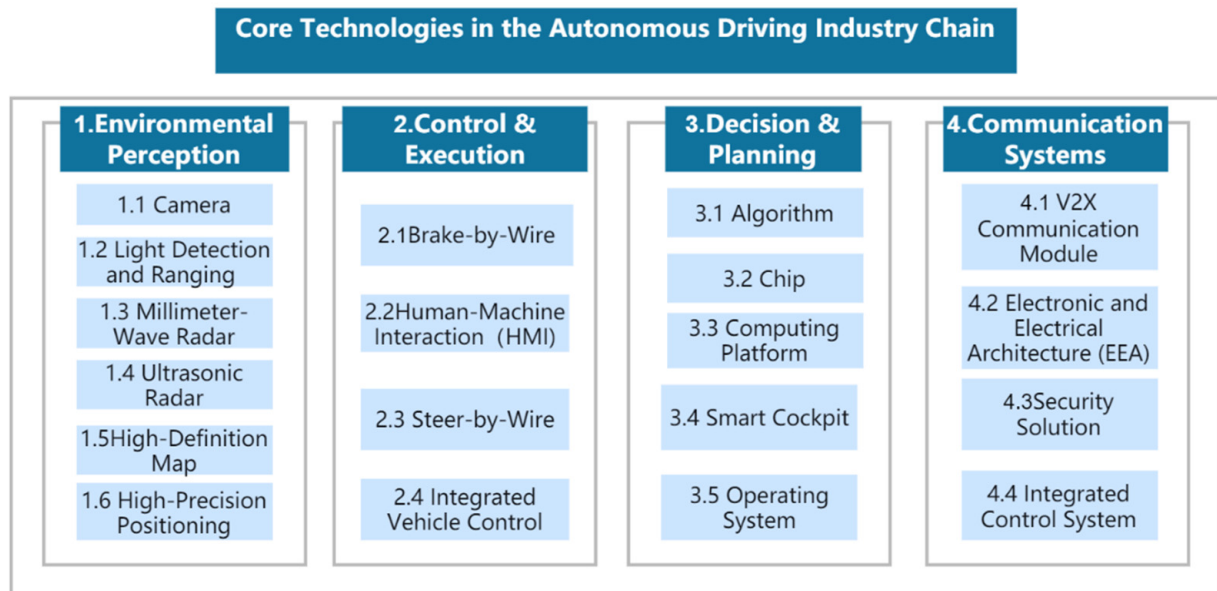 Core Technologies in the Autonomous Driving Industry Chain
1.Environmental
Perception
1.1 Camera
1.2 Light Detection
and Ranging
1.3 Millimeter-
Wave Radar
1.4 Ultrasonic
Radar
1.5High-Definition
Map
1.6 High-Precision
Positioning
2.Control &
Execution
2.1Brake-by-Wire
2.2Human-Machine
Interaction (HMI)
2.3 Steer-by-Wire
2.4 Integrated
Vehicle Control
3.Decision &
Planning
3.1 Algorithm
3.2 Chip
3.3 Computing
Platform
3.4 Smart Cockpit
3.5 Operating
System
4.Communication
Systems
4.1 V2X
Communication
Module
4.2 Electronic and
Electrical
Architecture (EEA)
4.3Security
Solution
4.4 Integrated
Control System